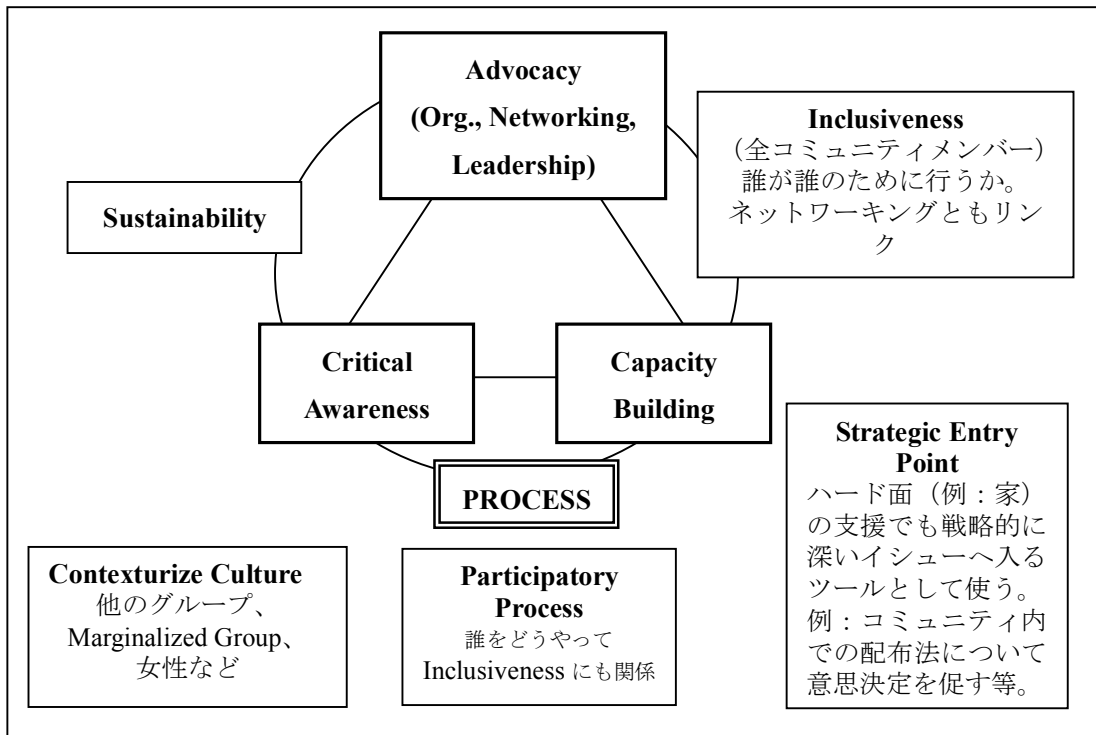 Advocacy
(Org., Networking,
Leadership)
Inclusiveness
（全コミュニティメンバー）
誰が誰のために行うか。
ネットワーキングともリン
ク
Sustainability
Critical
Awareness
Capacity
Building
PROCESS
Strategic Entry
Point
ハード面（例：家）
の支援でも戦略的に
深いイシューへ入る
ツールとして使う。
例：コミュニティ内
での配布法について
意思決定を促す等。
Contexturize Culture
他のグループ、
Marginalized Group、
女性など
Participatory
Process
誰をどうやって
Inclusiveness にも関係